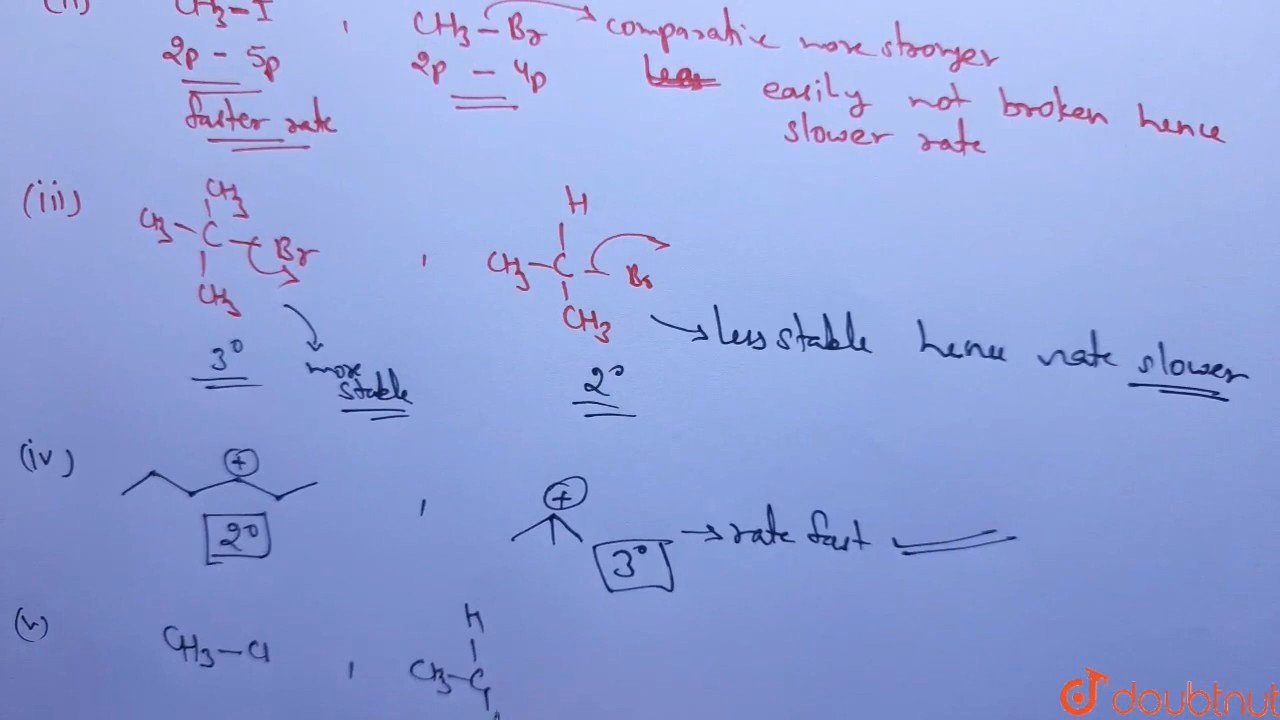 (ii) CH3-I , CH3-Br → comparative more stronger
2p - 5p 2p - 4p easily not broken hence
faster rate slower rate
(iii) CH3 H
CH3-C-Br , CH3-C-Br
CH3 CH3
3° more stable 2° → less stable hence rate slower
(iv) + , +
2° 3° → rate fast
(v) H
CH3-Cl , CH3-C
doubtnut